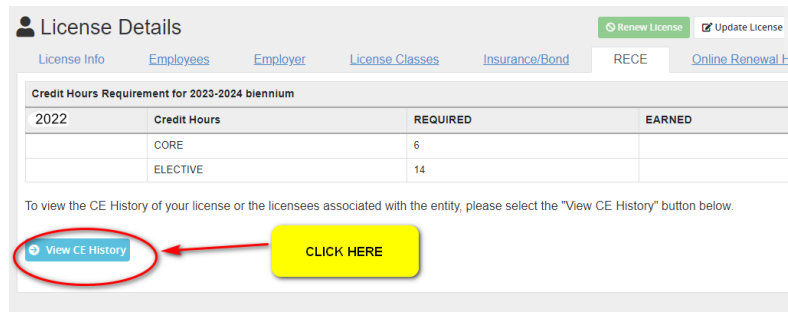 License Details
Renew License
Update License
License Info
Employees
Employer
License Classes
Insurance/Bond
RECE
Online Renewal H
Credit Hours Requirement for 2023-2024 biennium
2022 Credit Hours REQUIRED EARNED
CORE 6
ELECTIVE 14
To view the CE History of your license or the licensees associated with the entity, please select the "View CE History" button below.
View CE History
CLICK HERE